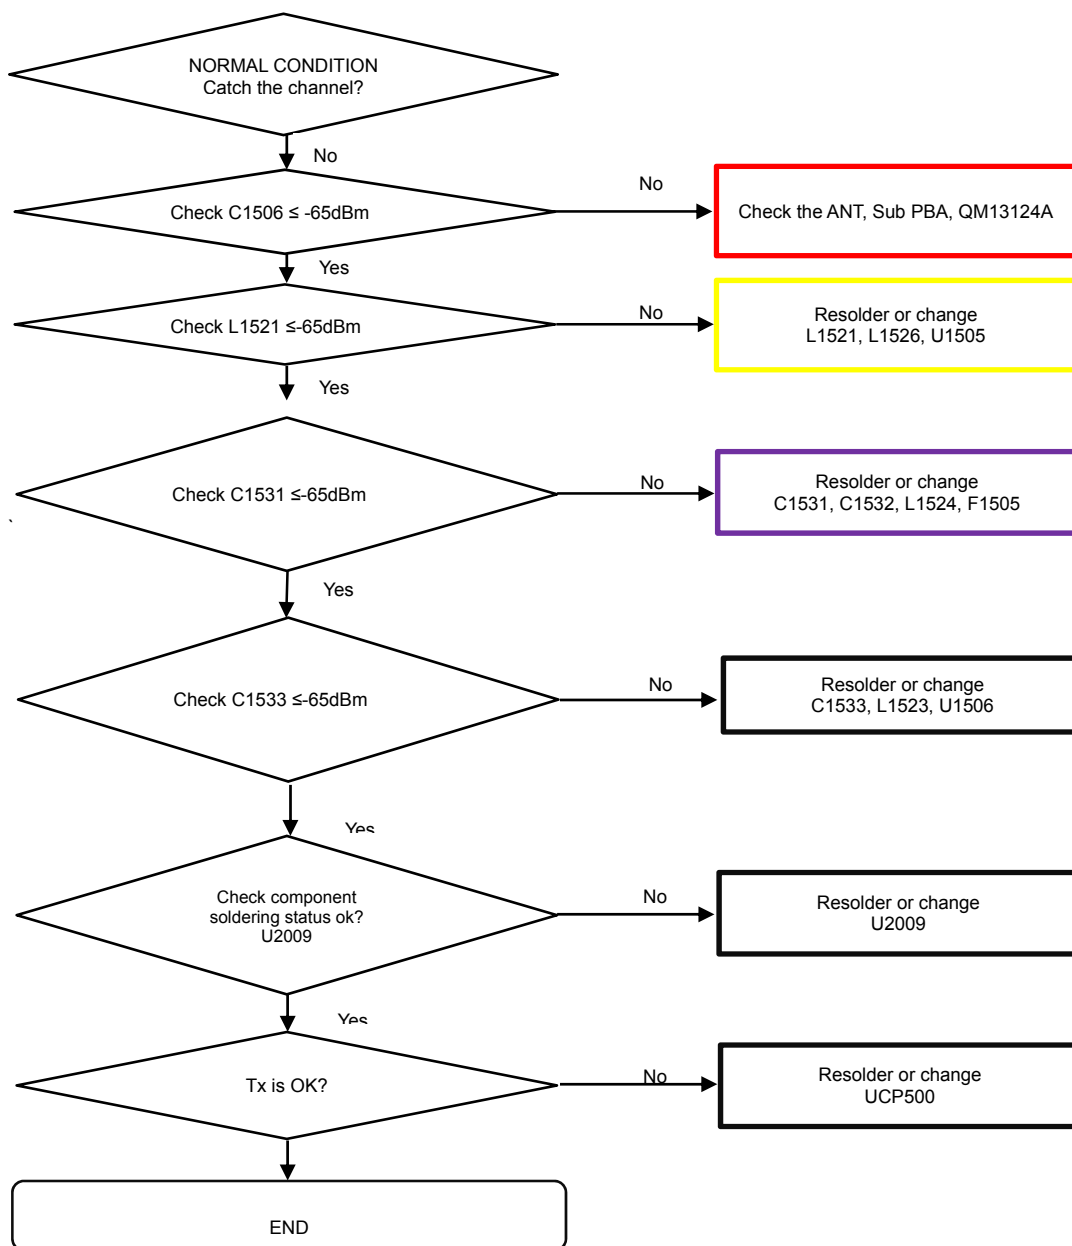 NORMAL CONDITION
Catch the channel?
No
Check C1506 ≤ -65dBm
No
Check the ANT, Sub PBA, QM13124A
Yes
Check L1521 ≤-65dBm
No
Resolder or change
L1521, L1526, U1505
Yes
Check C1531 ≤-65dBm
No
Resolder or change
C1531, C1532, L1524, F1505
`
Yes
Check C1533 ≤-65dBm
No
Resolder or change
C1533, L1523, U1506
Yes
Check component
soldering status ok?
U2009
No
Resolder or change
U2009
Yes
Tx is OK?
No
Resolder or change
UCP500
END